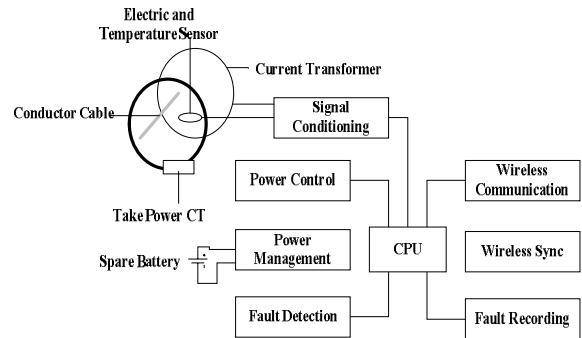 Electric and
Temperature Sensor
Current Transformer
Conductor Cable
Signal
Conditioning
Power Control
Wireless
Communication
Take Power CT
Power
Management
CPU
Wireless Sync
Spare Battery
Fault Detection
Fault Recording